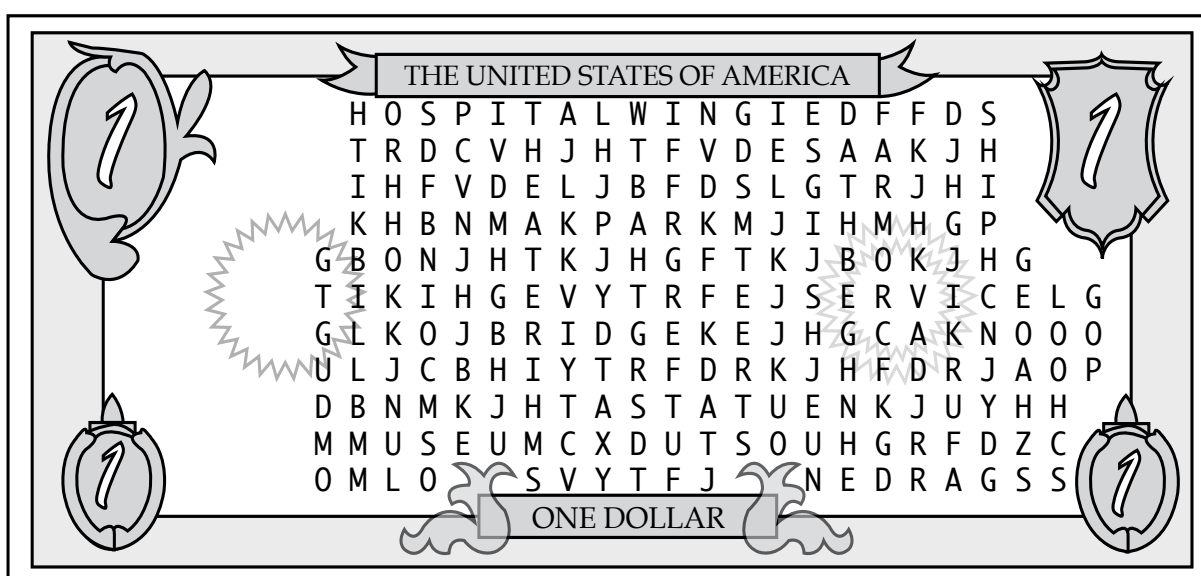 THE UNITED STATES OF AMERICA
1 1
H O S P I T A L W I N G I E D F F D S
T R D C V H J H T F V D E S A A K J H
I H F V D E L J B F D S L G T R J H I
K H B N M A K P A R K M J I H M H G P
G B O N J H T K J H G F T K J B O K J H G
T I K I H G E V Y T R F E J S E R V I C E L G
G L K O J B R I D G E K E J H G C A K N O O O
U L J C B H I Y T R F D R K J H F D R J A O P
D B N M K J H T A S T A T U E N K J U Y H H
M M U S E U M C X D U T S O U H G R F D Z C
O M L O S V Y T F J N E D R A G S S
1 1
ONE DOLLAR